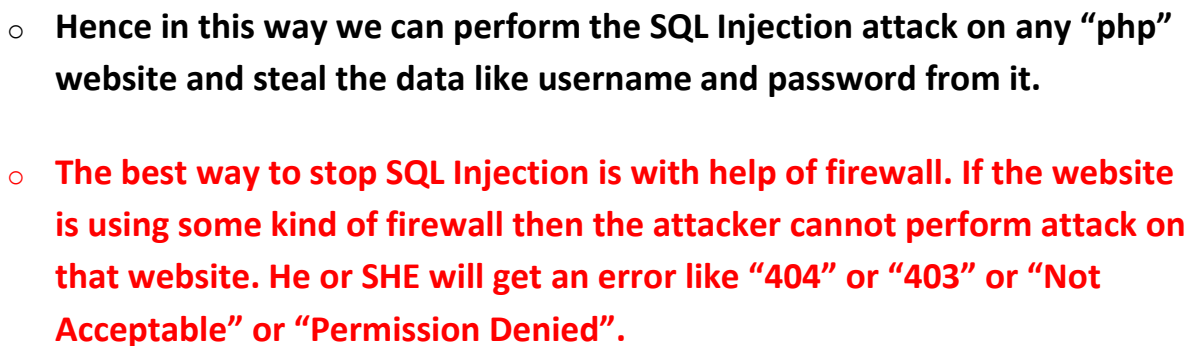 ○ Hence in this way we can perform the SQL Injection attack on any “php”
website and steal the data like username and password from it.
○ The best way to stop SQL Injection is with help of firewall. If the website
is using some kind of firewall then the attacker cannot perform attack on
that website. He or SHE will get an error like “404” or “403” or “Not
Acceptable” or “Permission Denied”.